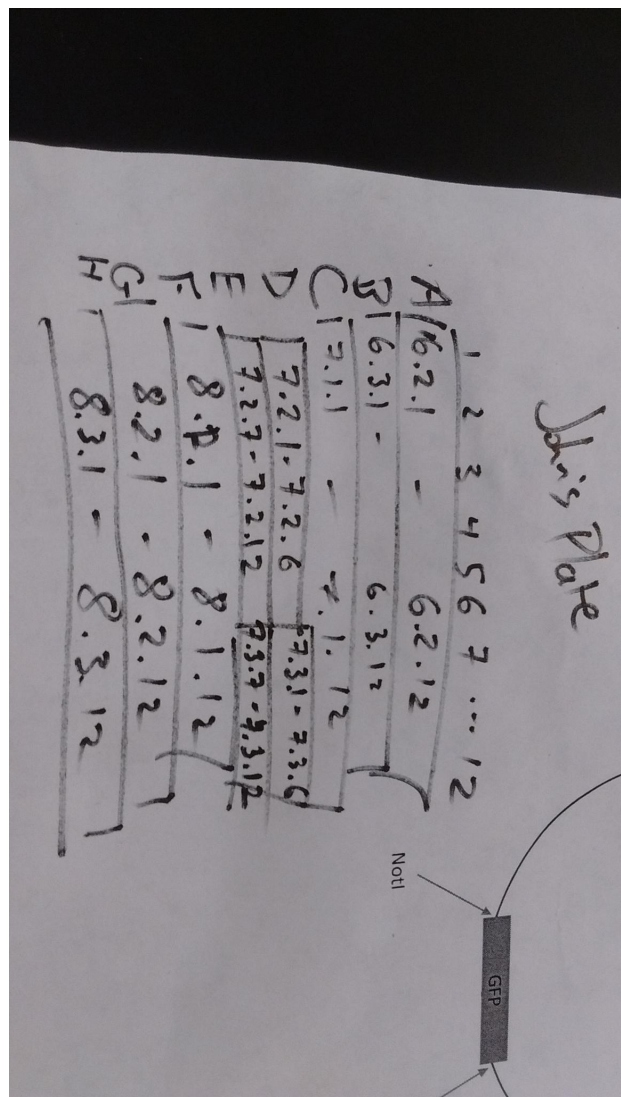 John's Plate
1 2 3 4 5 6 7 ... 12
A 6.2.1 - 6.2.12
B 6.3.1 - 6.3.12
C 7.1.1 - 7.1.12
D 7.2.1 - 7.2.6 7.3.1 - 7.3.6
E 7.2.7 - 7.2.12 7.3.7 - 7.3.12
F 8.1.1 - 8.1.12
G 8.2.1 - 8.2.12
H 8.3.1 - 8.3.12
NotI
GFP